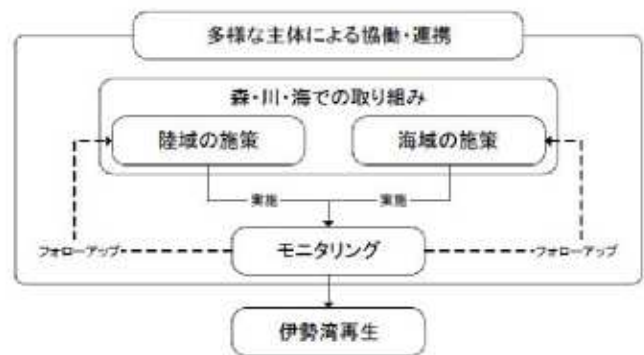 多様な主体による協働・連携
森・川・海での取り組み
陸域の施策
海域の施策
実施
実施
フォローアップ
モニタリング
フォローアップ
伊勢湾再生